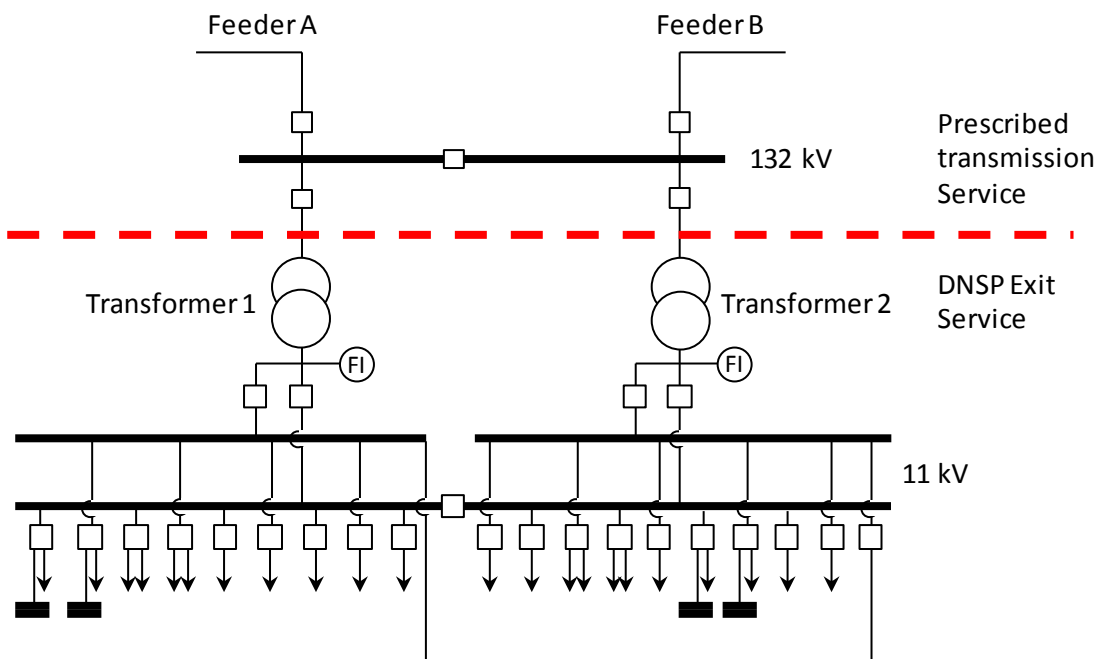 Feeder A
Feeder B
Prescribed
transmission
Service
132 kV
DNSP Exit
Service
Transformer 1
Transformer 2
FI
FI
11 kV